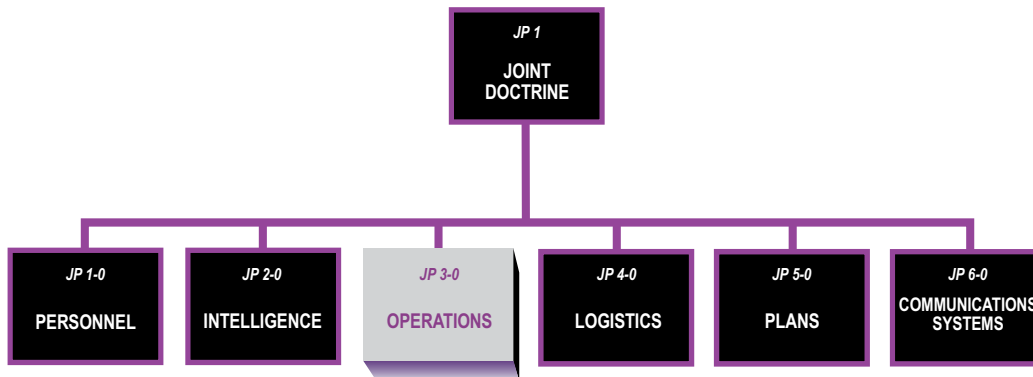 JP 1
JOINT
DOCTRINE
JP 1-0
PERSONNEL
JP 2-0
INTELLIGENCE
JP 3-0
OPERATIONS
JP 4-0
LOGISTICS
JP 5-0
PLANS
JP 6-0
COMMUNICATIONS
SYSTEMS